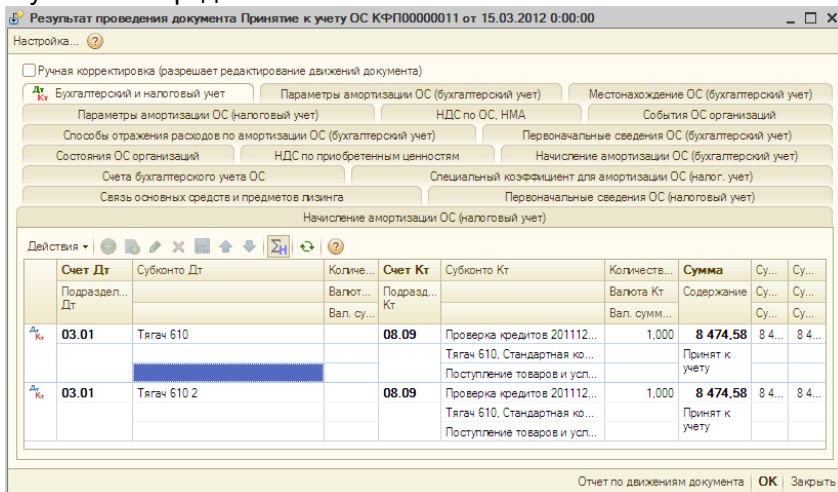 Результат проведения документа Принятие к учету ОС КФП00000011 от 15.03.2012 0:00:00
Настройка...
Ручная корректировка (разрешает редактирование движений документа)
Бухгалтерский и налоговый учет Параметры амортизации ОС (бухгалтерский учет) Местонахождение ОС (бухгалтерский учет)
Параметры амортизации ОС (налоговый учет) НДС по ОС, НМА События ОС организаций
Способы отражения расходов по амортизации ОС (бухгалтерский учет) Первоначальные сведения ОС (бухгалтерский учет)
Состояния ОС организаций НДС по приобретенным ценностям Начисление амортизации ОС (бухгалтерский учет)
Счета бухгалтерского учета ОС Специальный коэффициент для амортизации ОС (налог. учет)
Связь основных средств и предметов лизинга Первоначальные сведения ОС (налоговый учет)
Начисление амортизации ОС (налоговый учет)
Действия
Счет Дт Субконто Дт Количе... Счет Кт Субконто Кт Количеств... Сумма Су... Су...
Подраздел... Дт Валют... Подразд... Кт Валюта Кт Содержание Су... Су...
Вал. су... Вал. сумм... Су... Су...
Дт Кт 03.01 Тягач 610 08.09 Проверка кредитов 201112... 1,000 8 474,58 8 4... 8 4...
Тягач 610, Стандартная ко... Принят к учету
Поступление товаров и усл...
Дт Кт 03.01 Тягач 610 2 08.09 Проверка кредитов 201112... 1,000 8 474,58 8 4... 8 4...
Тягач 610, Стандартная ко... Принят к учету
Поступление товаров и усл...
Отчет по движениям документа OK Закрыть